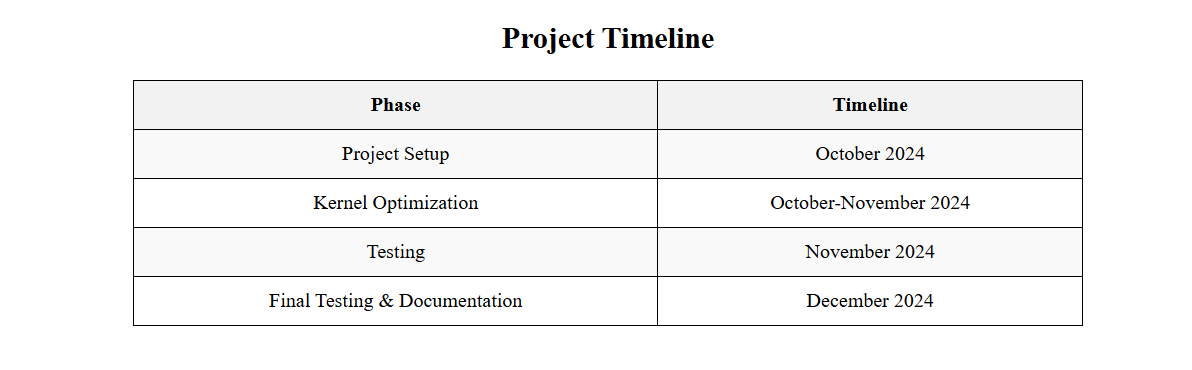 Project Timeline
Phase Timeline
Project Setup October 2024
Kernel Optimization October-November 2024
Testing November 2024
Final Testing & Documentation December 2024